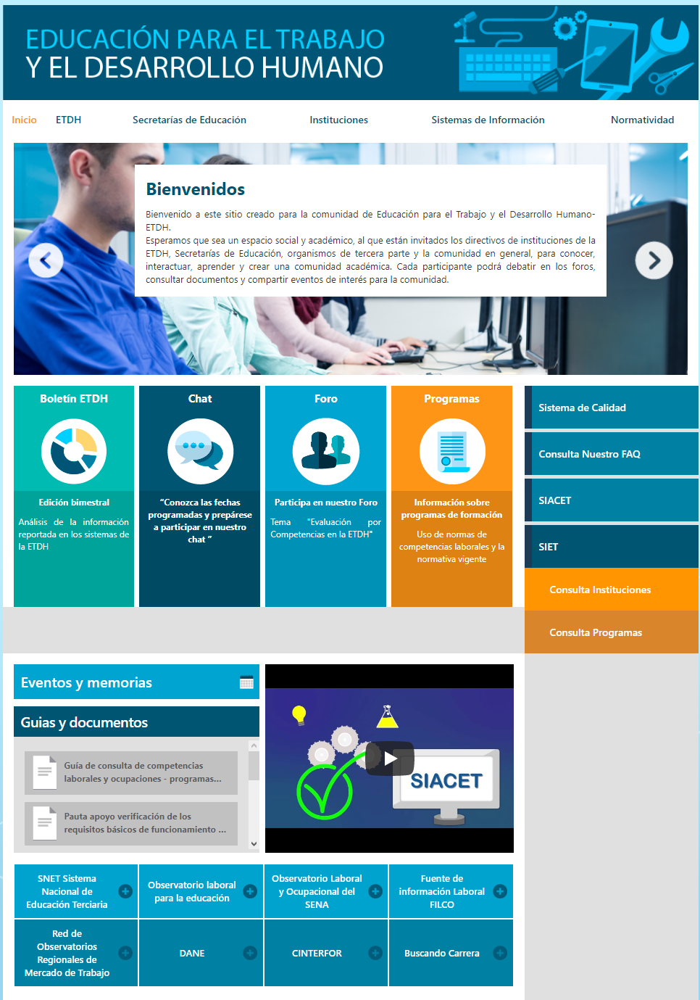 EDUCACIÓN PARA EL TRABAJO
Y EL DESARROLLO HUMANO
Inicio ETDH Secretarías de Educación Instituciones Sistemas de Información Normatividad
Bienvenidos
Bienvenido a este sitio creado para la comunidad de Educación para el Trabajo y el Desarrollo Humano-
ETDH.
Esperamos que sea un espacio social y académico, al que están invitados los directivos de instituciones de la
ETDH, Secretarías de Educación, organismos de tercera parte y la comunidad en general, para conocer,
interactuar, aprender y crear una comunidad académica. Cada participante podrá debatir en los foros,
consultar documentos y compartir eventos de interés para la comunidad.
Boletín ETDH
Edición bimestral
Análisis de la información
reportada en los sistemas de
la ETDH
Chat
“Conozca las fechas
programadas y prepárese
a participar en nuestro
chat ”
Foro
Participa en nuestro Foro
Tema "Evaluación por
Competencias en la ETDH"
Programas
Información sobre
programas de formación
Uso de normas de
competencias laborales y la
normativa vigente
Sistema de Calidad
Consulta Nuestro FAQ
SIACET
SIET
Consulta Instituciones
Consulta Programas
Eventos y memorias
Guias y documentos
Guía de consulta de competencias
laborales y ocupaciones - programas...
Pauta apoyo verificación de los
requisitos básicos de funcionamiento ...
SIACET
SNET Sistema
Nacional de
Educación Terciaria
Observatorio laboral
para la educación
Observatorio Laboral
y Ocupacional del
SENA
Fuente de
información Laboral
FILCO
Red de
Observatorios
Regionales de
Mercado de Trabajo
DANE
CINTERFOR
Buscando Carrera